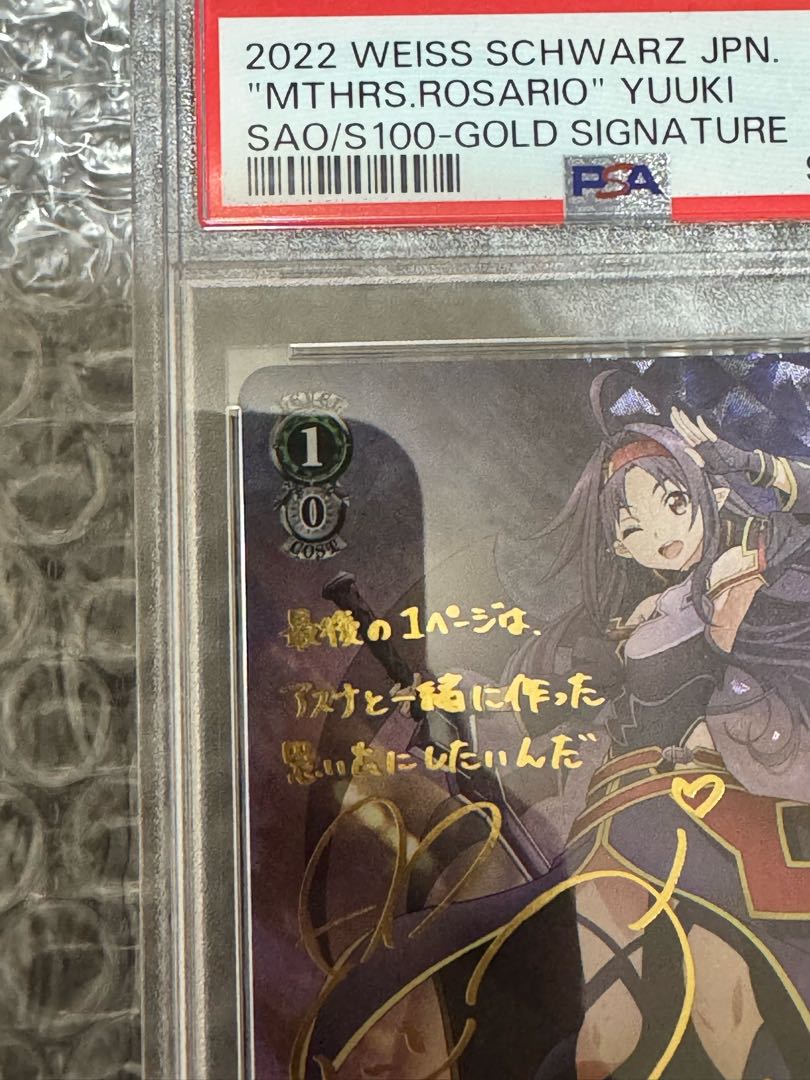 2022 WEISS SCHWARZ JPN.
"MTHRS.ROSARIO" YUUKI
SAO/S100-GOLD SIGNATURE
PSA
LEVEL
1
0
COST
最後の1ページは、
アスナと一緒に作った
思い出にしたいんだ